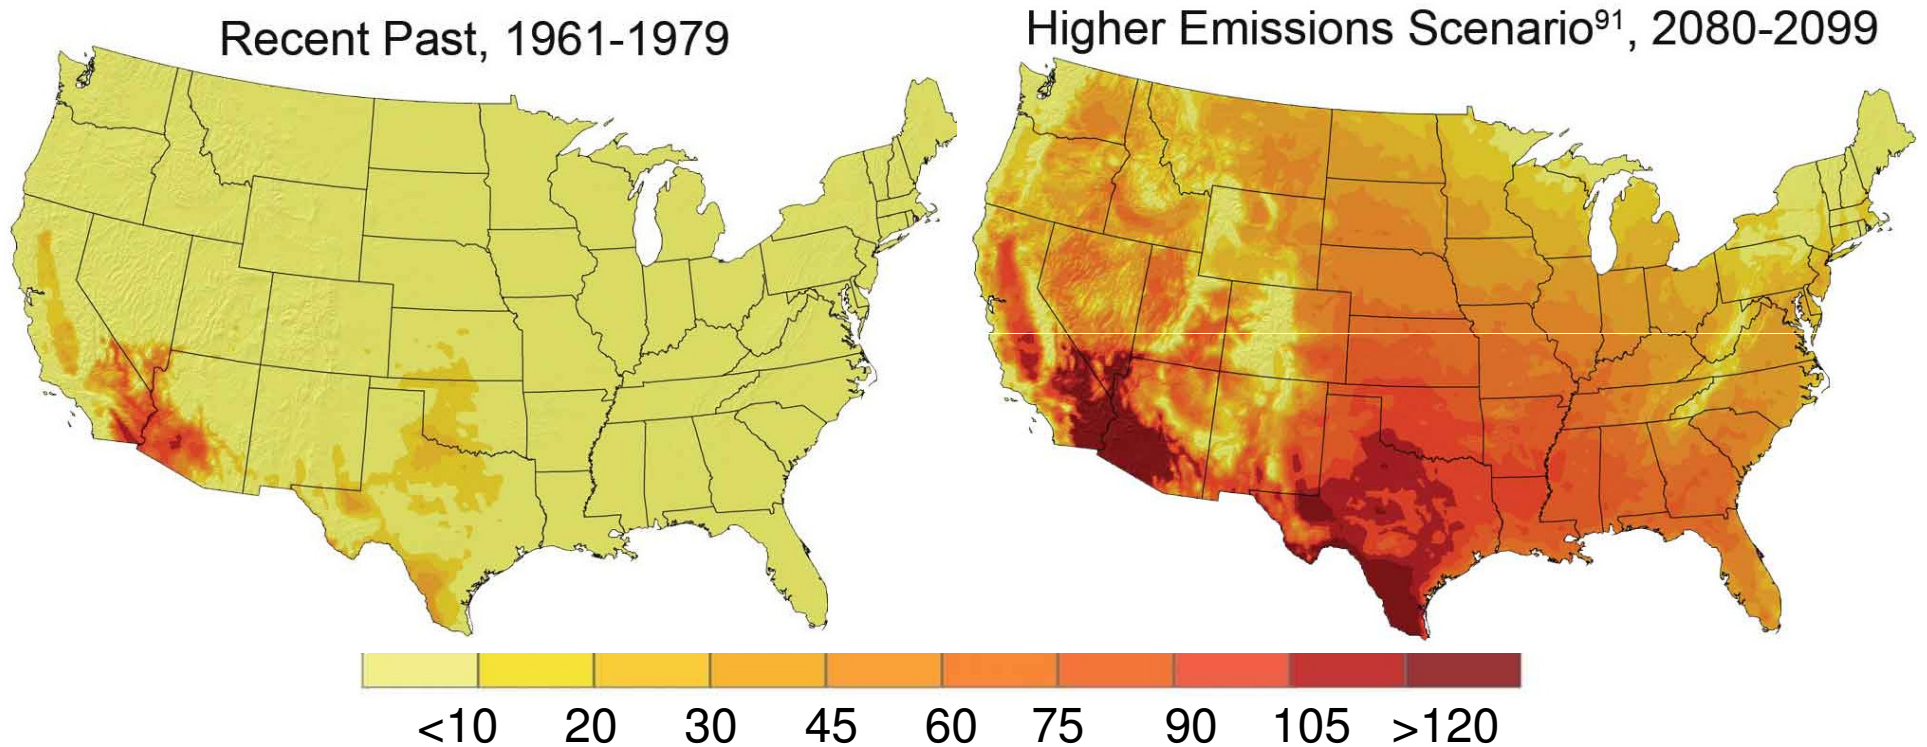 Recent Past, 1961-1979
Higher Emissions Scenario⁹¹, 2080-2099
<10 20 30 45 60 75 90 105 >120